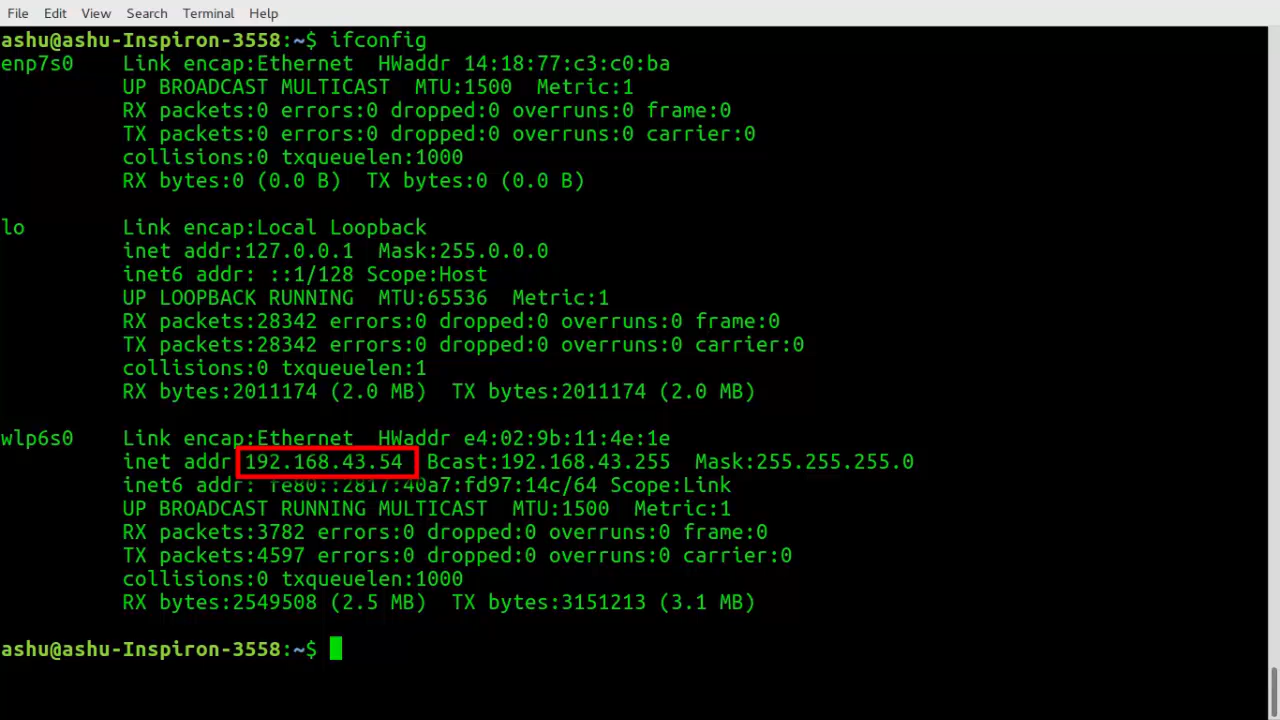 File Edit View Search Terminal Help
ashu@ashu-Inspiron-3558:~$ ifconfig
enp7s0 Link encap:Ethernet HWaddr 14:18:77:c3:c0:ba
UP BROADCAST MULTICAST MTU:1500 Metric:1
RX packets:0 errors:0 dropped:0 overruns:0 frame:0
TX packets:0 errors:0 dropped:0 overruns:0 carrier:0
collisions:0 txqueuelen:1000
RX bytes:0 (0.0 B) TX bytes:0 (0.0 B)
lo Link encap:Local Loopback
inet addr:127.0.0.1 Mask:255.0.0.0
inet6 addr: ::1/128 Scope:Host
UP LOOPBACK RUNNING MTU:65536 Metric:1
RX packets:28342 errors:0 dropped:0 overruns:0 frame:0
TX packets:28342 errors:0 dropped:0 overruns:0 carrier:0
collisions:0 txqueuelen:1
RX bytes:2011174 (2.0 MB) TX bytes:2011174 (2.0 MB)
wlp6s0 Link encap:Ethernet HWaddr e4:02:9b:11:4e:1e
inet addr 192.168.43.54 Bcast:192.168.43.255 Mask:255.255.255.0
inet6 addr: fe80::2817:40a7:fd97:14c/64 Scope:Link
UP BROADCAST RUNNING MULTICAST MTU:1500 Metric:1
RX packets:3782 errors:0 dropped:0 overruns:0 frame:0
TX packets:4597 errors:0 dropped:0 overruns:0 carrier:0
collisions:0 txqueuelen:1000
RX bytes:2549508 (2.5 MB) TX bytes:3151213 (3.1 MB)
ashu@ashu-Inspiron-3558:~$